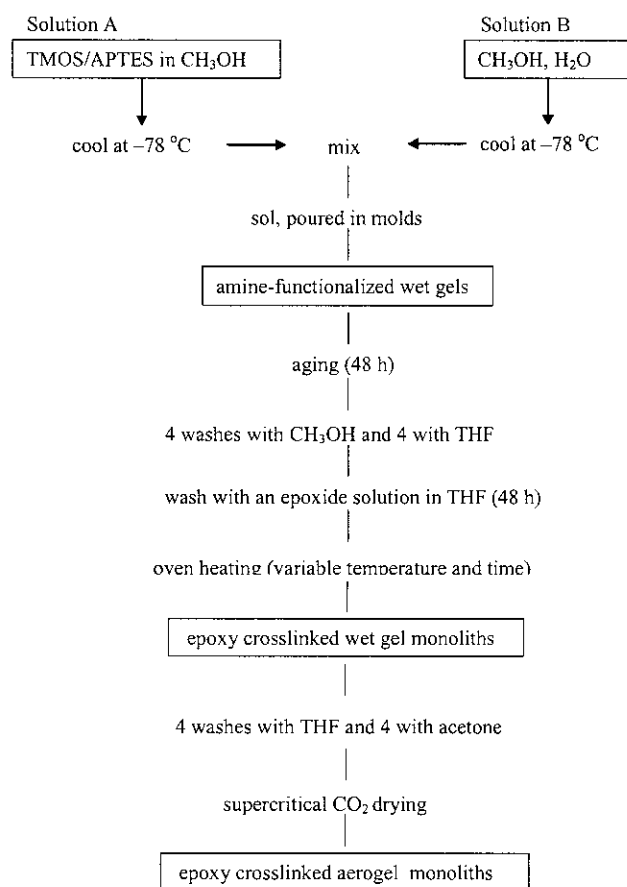 Solution A
Solution B
TMOS/APTES in CH₃OH
CH₃OH, H₂O
cool at –78 °C
mix
cool at –78 °C
sol, poured in molds
amine-functionalized wet gels
aging (48 h)
4 washes with CH₃OH and 4 with THF
wash with an epoxide solution in THF (48 h)
oven heating (variable temperature and time)
epoxy crosslinked wet gel monoliths
4 washes with THF and 4 with acetone
supercritical CO₂ drying
epoxy crosslinked aerogel monoliths